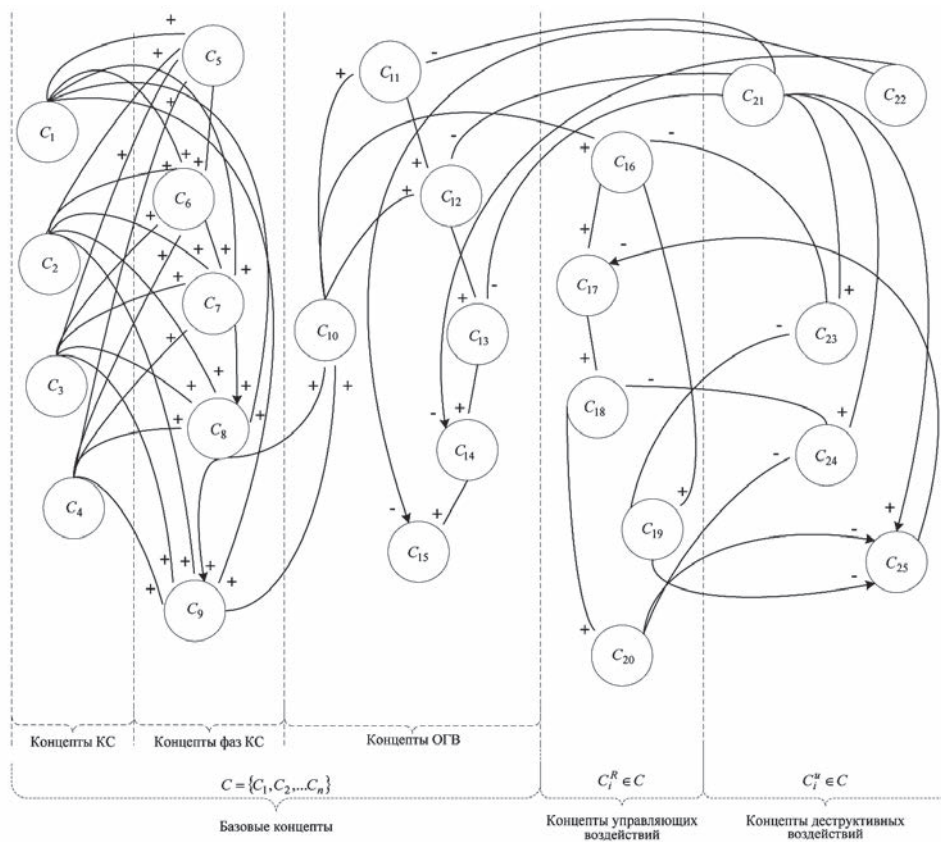 C1
C2
C3
C4
C5
C6
C7
C8
C9
C10
C11
C12
C13
C14
C15
C16
C17
C18
C19
C20
C21
C22
C23
C24
C25
Концепты КС
Концепты фаз КС
Концепты ОГВ
C = {C1, C2, ...Cn}
Базовые концепты
C_i^R ∈ C
Концепты управляющих
воздействий
C_i^u ∈ C
Концепты деструктивных
воздействий